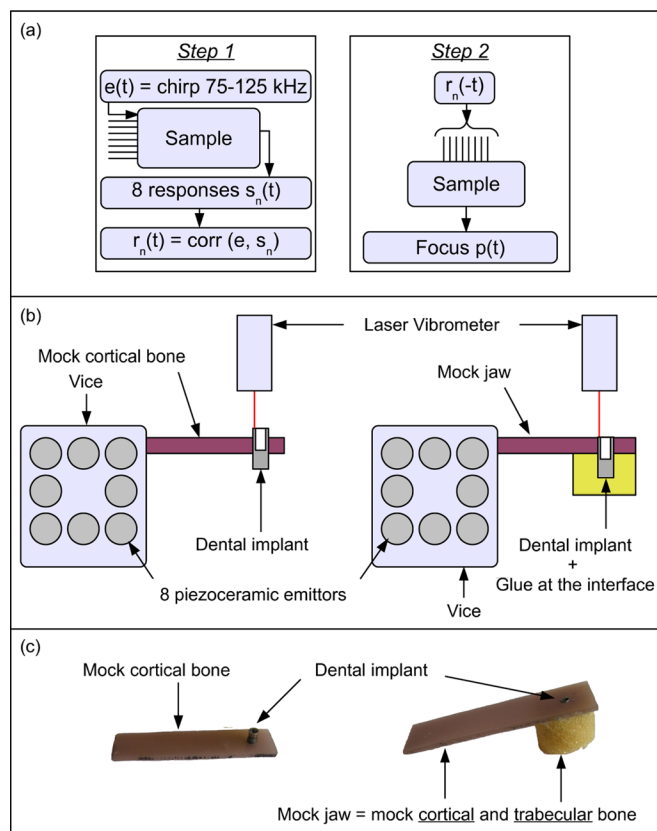 (a)
Step 1
e(t) = chirp 75-125 kHz
Sample
8 responses sn(t)
rn(t) = corr (e, sn)
Step 2
rn(-t)
Sample
Focus p(t)
(b)
Laser Vibrometer
Mock cortical bone
Vice
Dental implant
8 piezoceramic emittors
Mock jaw
Dental implant
+
Glue at the interface
Vice
(c)
Mock cortical bone
Dental implant
Mock jaw = mock cortical and trabecular bone